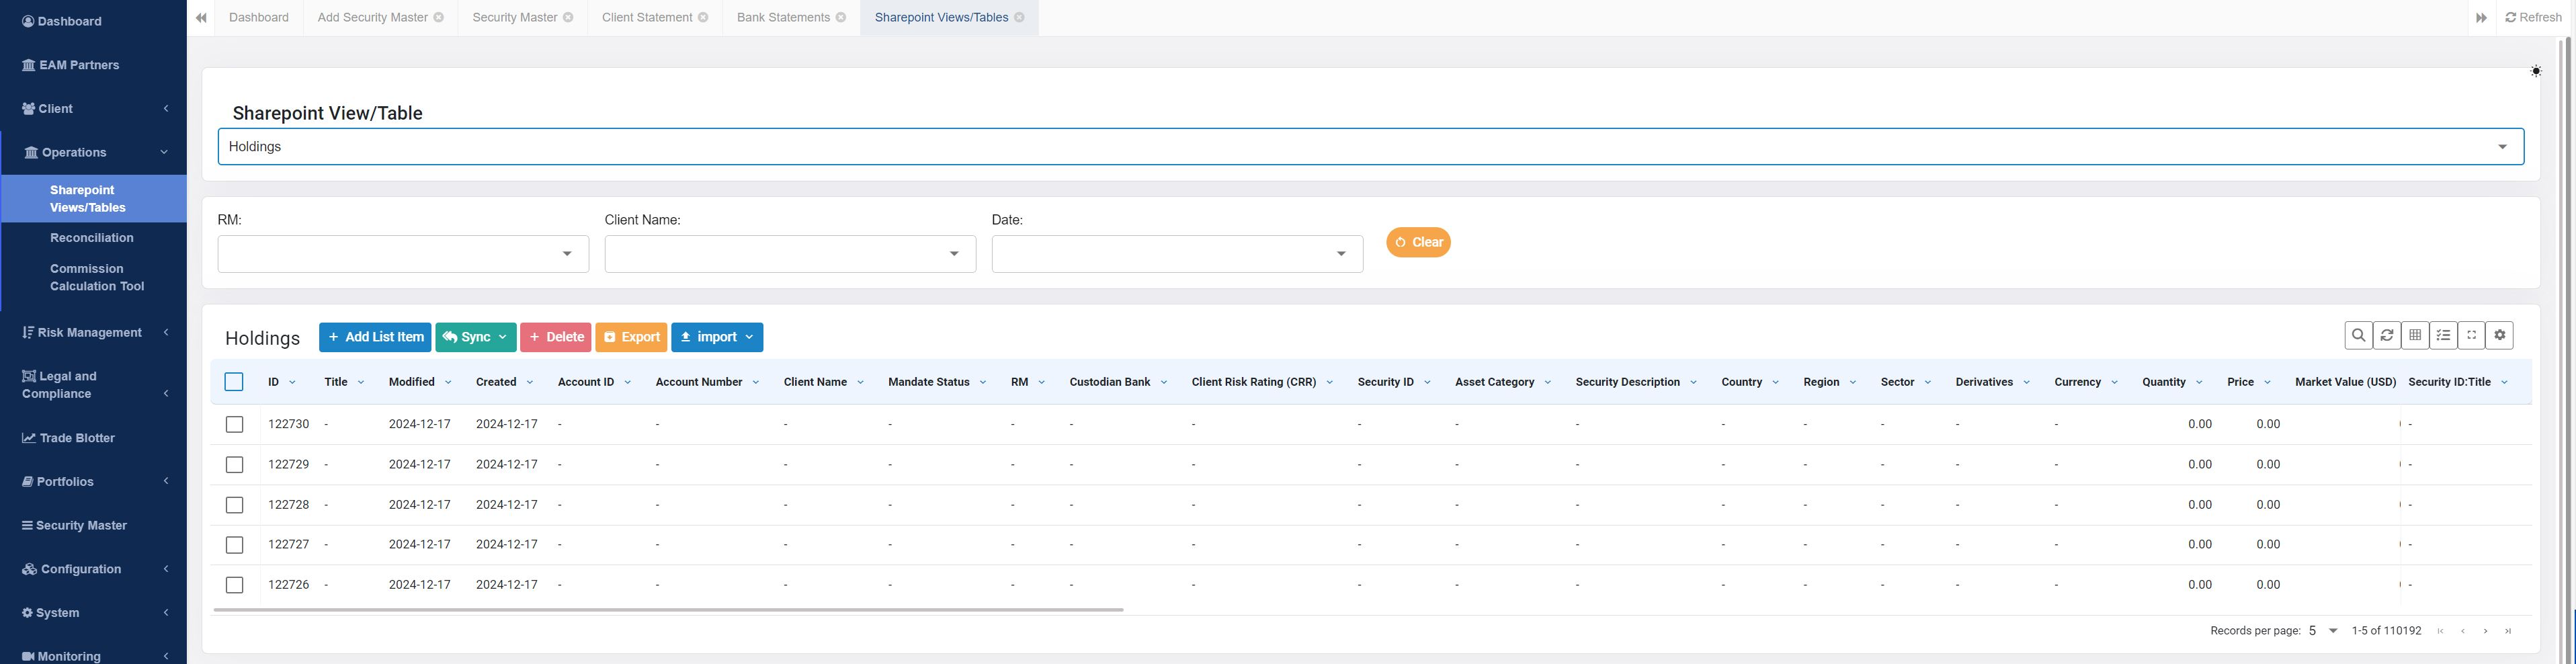 Dashboard
EAM Partners
Client
Operations
Sharepoint
Views/Tables
Reconciliation
Commission
Calculation Tool
Risk Management
Legal and
Compliance
Trade Blotter
Portfolios
Security Master
Configuration
System
Monitoring
Dashboard Add Security Master Security Master Client Statement Bank Statements Sharepoint Views/Tables Refresh
Sharepoint View/Table
Holdings
RM: Client Name: Date:
Clear
Holdings + Add List Item Sync + Delete Export import
ID Title Modified Created Account ID Account Number Client Name Mandate Status RM Custodian Bank Client Risk Rating (CRR) Security ID Asset Category Security Description Country Region Sector Derivatives Currency Quantity Price Market Value (USD) Security ID:Title
122730 - 2024-12-17 2024-12-17 - - - - - - - - - - - - - - - 0.00 0.00 -
122729 - 2024-12-17 2024-12-17 - - - - - - - - - - - - - - - 0.00 0.00 -
122728 - 2024-12-17 2024-12-17 - - - - - - - - - - - - - - - 0.00 0.00 -
122727 - 2024-12-17 2024-12-17 - - - - - - - - - - - - - - - 0.00 0.00 -
122726 - 2024-12-17 2024-12-17 - - - - - - - - - - - - - - - 0.00 0.00 -
Records per page: 5 1-5 of 110192